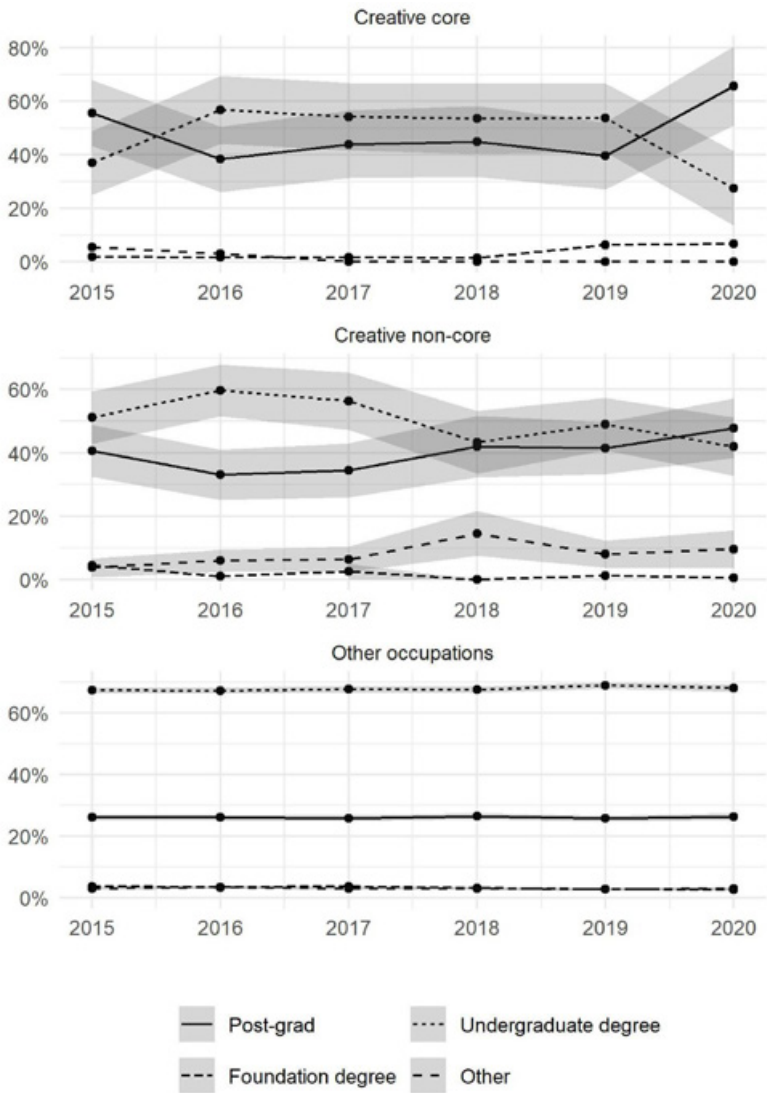 Creative core
80%
60%
40%
20%
0%
2015 2016 2017 2018 2019 2020
Creative non-core
60%
40%
20%
0%
2015 2016 2017 2018 2019 2020
Other occupations
60%
40%
20%
0%
2015 2016 2017 2018 2019 2020
Post-grad Undergraduate degree
Foundation degree Other